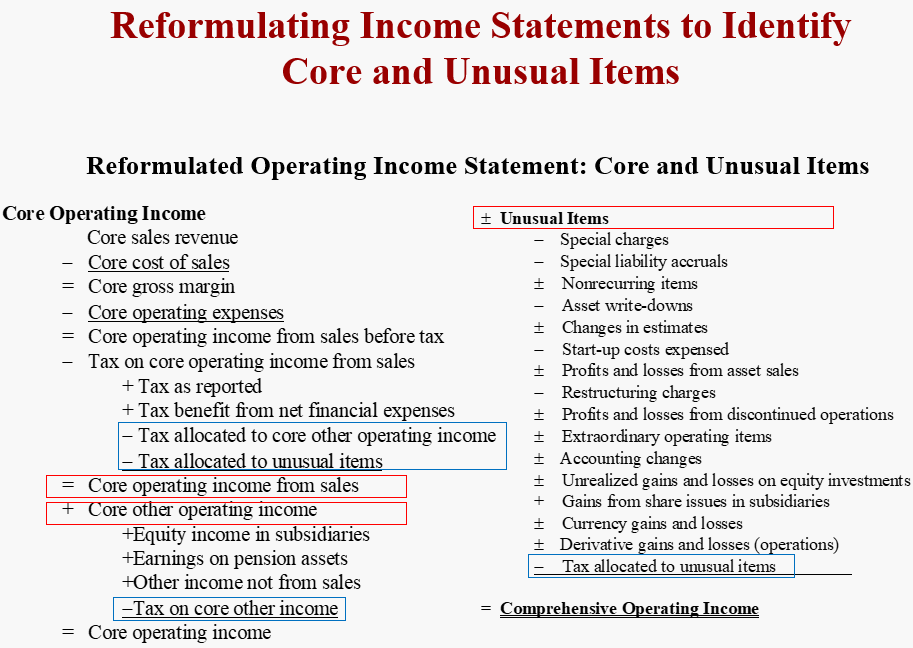 Reformulating Income Statements to Identify
Core and Unusual Items
Reformulated Operating Income Statement: Core and Unusual Items
Core Operating Income
Core sales revenue
– Core cost of sales
= Core gross margin
– Core operating expenses
= Core operating income from sales before tax
– Tax on core operating income from sales
+ Tax as reported
+ Tax benefit from net financial expenses
– Tax allocated to core other operating income
– Tax allocated to unusual items
= Core operating income from sales
+ Core other operating income
+Equity income in subsidiaries
+Earnings on pension assets
+Other income not from sales
–Tax on core other income
= Core operating income
± Unusual Items
– Special charges
– Special liability accruals
± Nonrecurring items
– Asset write-downs
± Changes in estimates
– Start-up costs expensed
± Profits and losses from asset sales
– Restructuring charges
± Profits and losses from discontinued operations
± Extraordinary operating items
± Accounting changes
± Unrealized gains and losses on equity investments
+ Gains from share issues in subsidiaries
± Currency gains and losses
± Derivative gains and losses (operations)
– Tax allocated to unusual items
= Comprehensive Operating Income